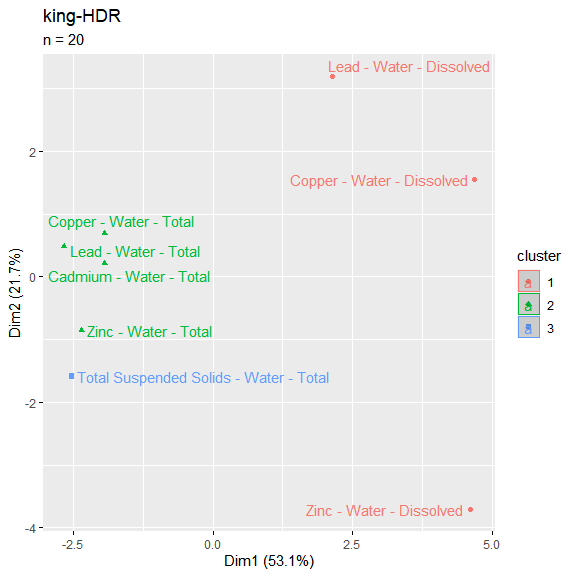 king-HDR
n = 20
Lead - Water - Dissolved
Copper - Water - Dissolved
Copper - Water - Total
Lead - Water - Total
Cadmium - Water - Total
Zinc - Water - Total
Total Suspended Solids - Water - Total
Zinc - Water - Dissolved
2
0
-2
-4
Dim2 (21.7%)
-2.5 0.0 2.5 5.0
Dim1 (53.1%)
cluster
a 1
a 2
a 3